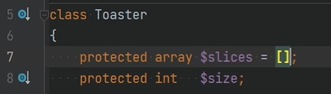 5 class Toaster
6 {
7 protected array $slices = [];
8 protected int $size;